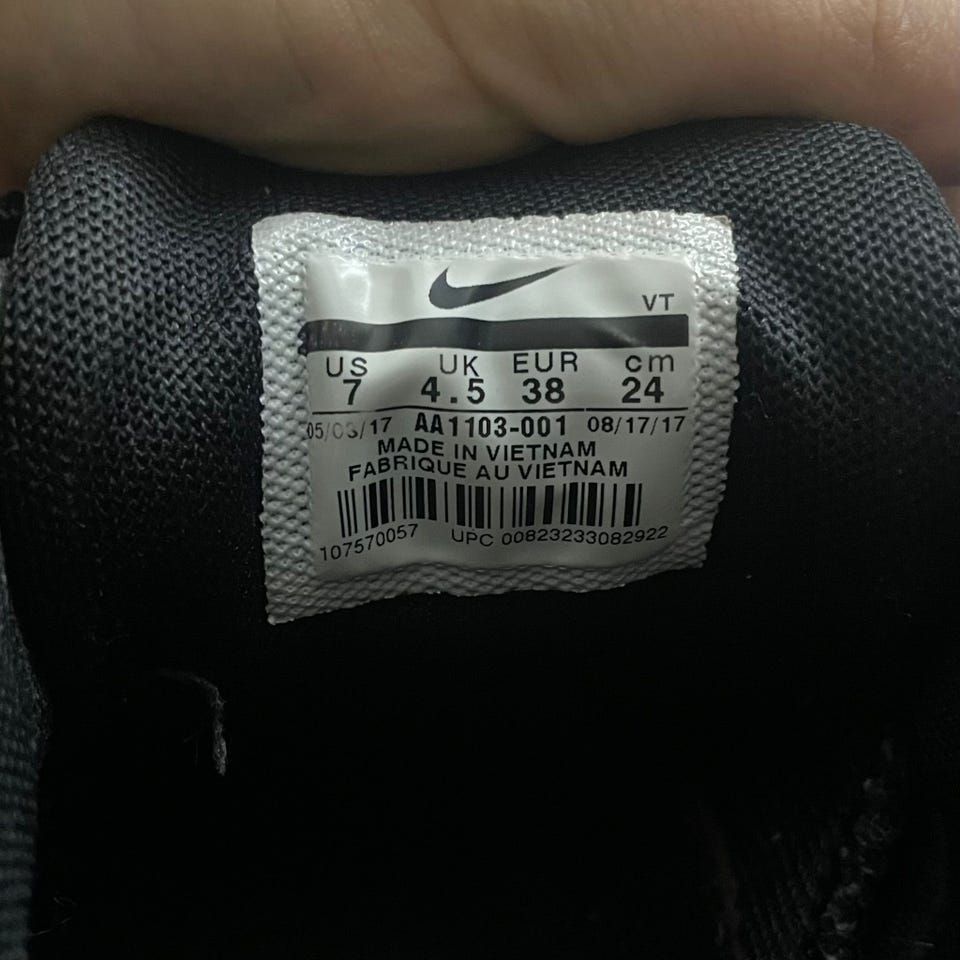 VT
US UK EUR cm
7 4.5 38 24
05/03/17 AA1103-001 08/17/17
MADE IN VIETNAM
FABRIQUE AU VIETNAM
107570057 UPC 00823233082922